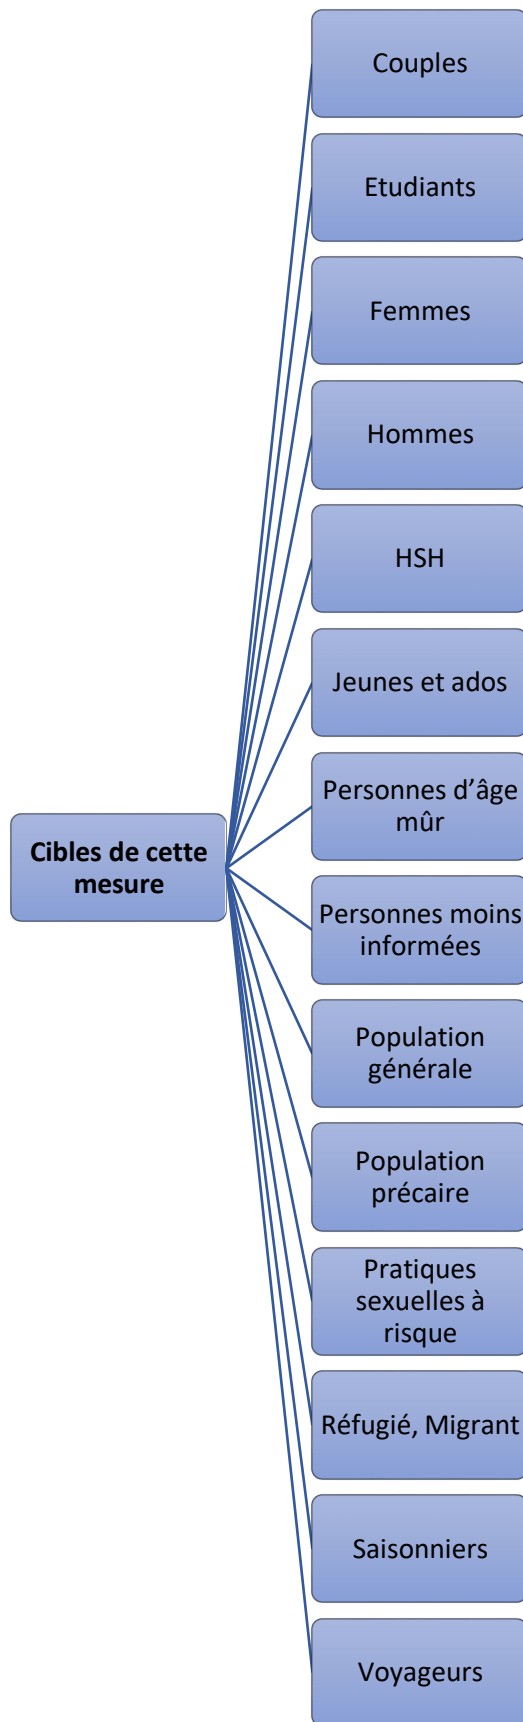 Couples
Etudiants
Femmes
Hommes
HSH
Jeunes et ados
Personnes d'âge
mûr
Cibles de cette
mesure
Personnes moins
informées
Population
générale
Population
précaire
Pratiques
sexuelles à
risque
Réfugié, Migrant
Saisonniers
Voyageurs